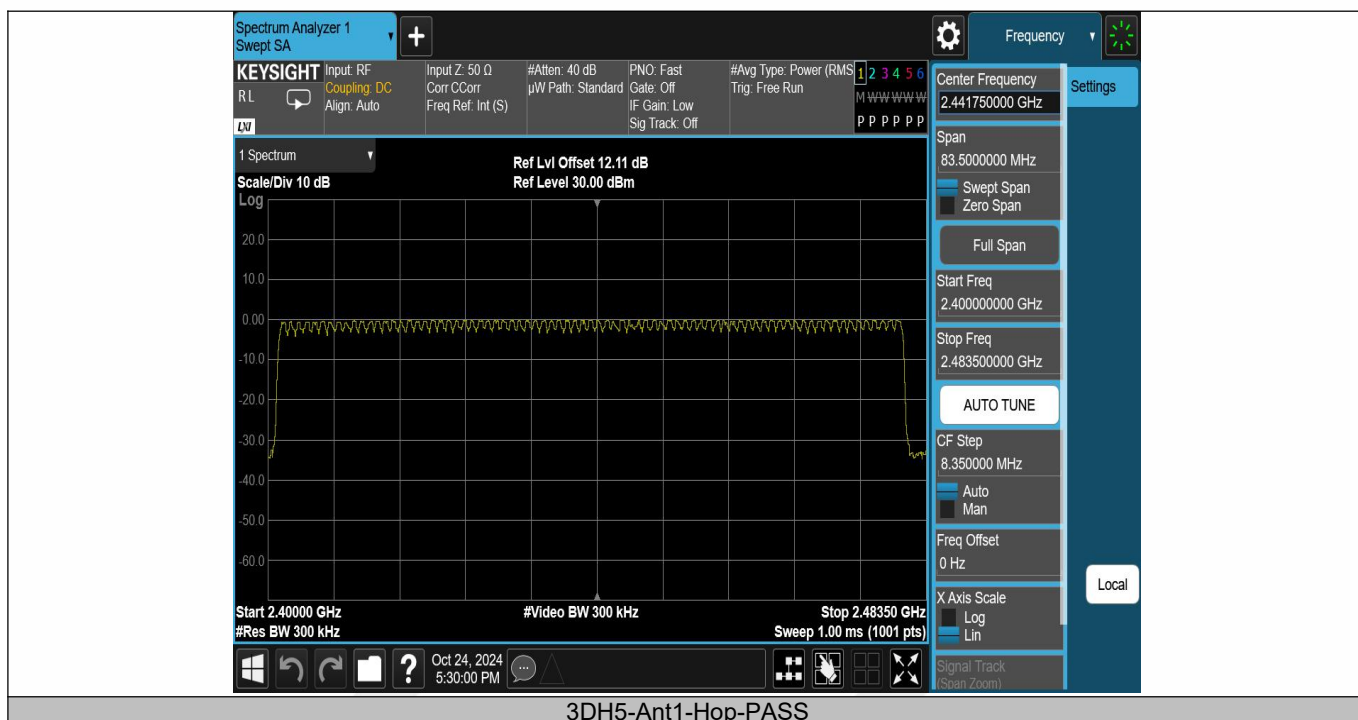 Spectrum Analyzer 1
Swept SA
+
Frequency
KEYSIGHT
R L
LXI
Input: RF
Coupling: DC
Align: Auto
Input Z: 50 Ω
Corr CCorr
Freq Ref: Int (S)
#Atten: 40 dB
µW Path: Standard
PNO: Fast
Gate: Off
IF Gain: Low
Sig Track: Off
#Avg Type: Power (RMS
Trig: Free Run
1 2 3 4 5 6
M W W W W W
P P P P P P
1 Spectrum
Scale/Div 10 dB
Log
Ref Lvl Offset 12.11 dB
Ref Level 30.00 dBm
20.0
10.0
0.00
-10.0
-20.0
-30.0
-40.0
-50.0
-60.0
Start 2.40000 GHz
#Res BW 300 kHz
#Video BW 300 kHz
Stop 2.48350 GHz
Sweep 1.00 ms (1001 pts)
Center Frequency
2.441750000 GHz
Settings
Span
83.5000000 MHz
Swept Span
Zero Span
Full Span
Start Freq
2.400000000 GHz
Stop Freq
2.483500000 GHz
AUTO TUNE
CF Step
8.350000 MHz
Auto
Man
Freq Offset
0 Hz
X Axis Scale
Log
Lin
Local
Signal Track
(Span Zoom)
?
Oct 24, 2024
5:30:00 PM
3DH5-Ant1-Hop-PASS